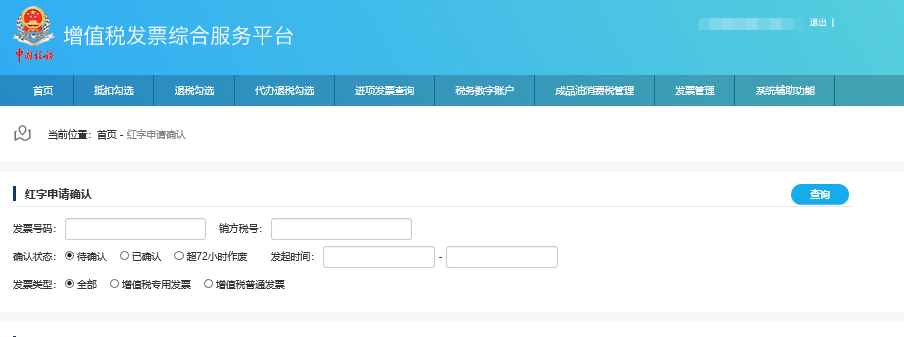 中国税务
增值税发票综合服务平台
退出 |
首页 抵扣勾选 退税勾选 代办退税勾选 进项发票查询 税务数字账户 成品油消费税管理 发票管理 系统辅助功能
当前位置：首页 - 红字申请确认
红字申请确认 查询
发票号码： 销方税号：
确认状态： 待确认 已确认 超72小时作废 发起时间： -
发票类型： 全部 增值税专用发票 增值税普通发票